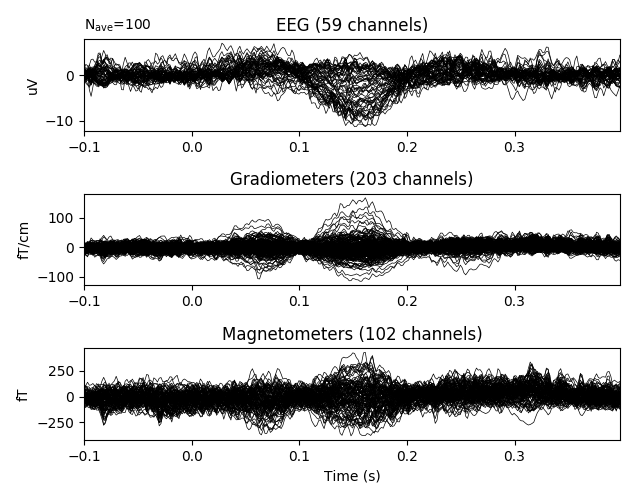 N_ave=100
EEG (59 channels)
0
−10
uV
−0.1 0.0 0.1 0.2 0.3
Gradiometers (203 channels)
100
0
−100
fT/cm
−0.1 0.0 0.1 0.2 0.3
Magnetometers (102 channels)
250
0
−250
fT
−0.1 0.0 0.1 0.2 0.3
Time (s)